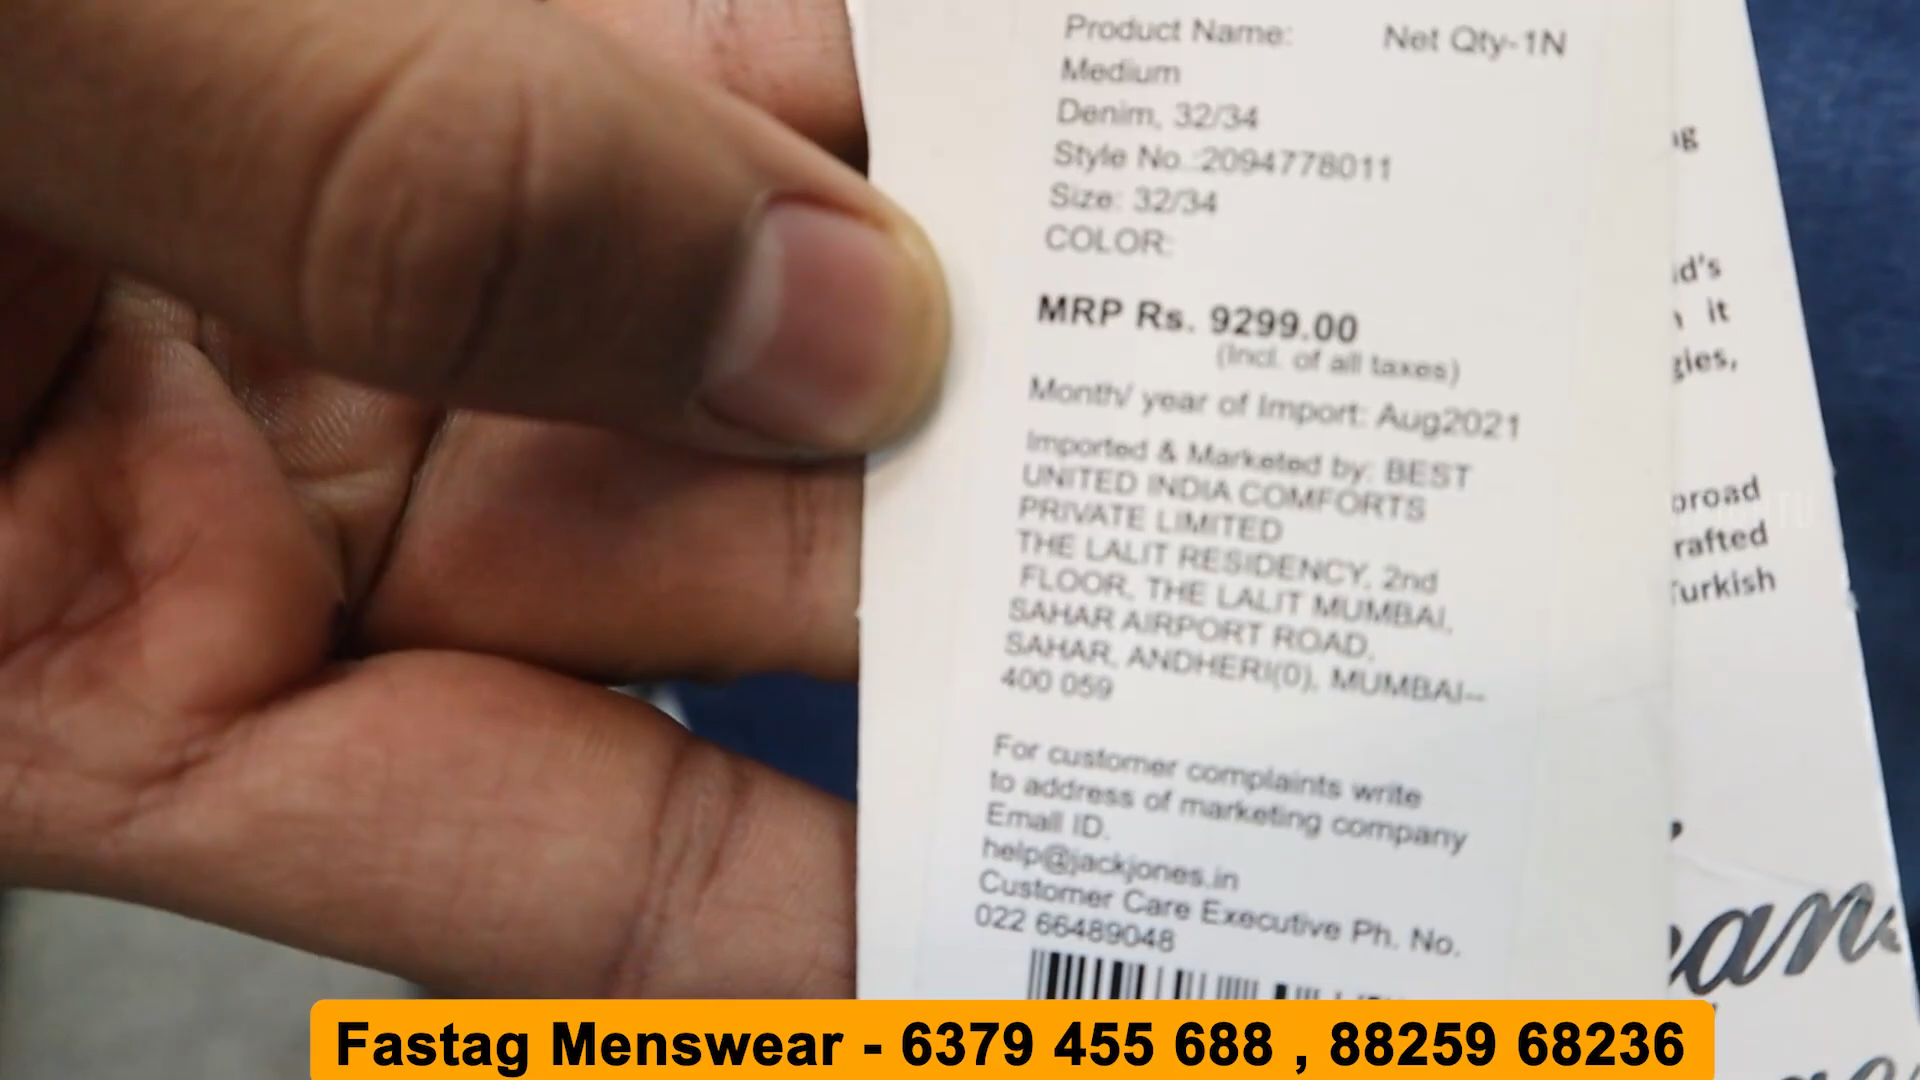 Product Name: Net Qty-1N
Medium
Denim, 32/34
Style No.:2094778011
Size: 32/34
COLOR:
MRP Rs. 9299.00
(Incl. of all taxes)
Month/ year of Import: Aug2021
Imported & Marketed by: BEST
UNITED INDIA COMFORTS
PRIVATE LIMITED
THE LALIT RESIDENCY, 2nd
FLOOR, THE LALIT MUMBAI,
SAHAR AIRPORT ROAD,
SAHAR, ANDHERI(0), MUMBAI--
400 059
For customer complaints write
to address of marketing company
Email ID.
help@jackjones.in
Customer Care Executive Ph. No.
022 66489048
it
Fastag Menswear - 6379 455 688 , 88259 68236